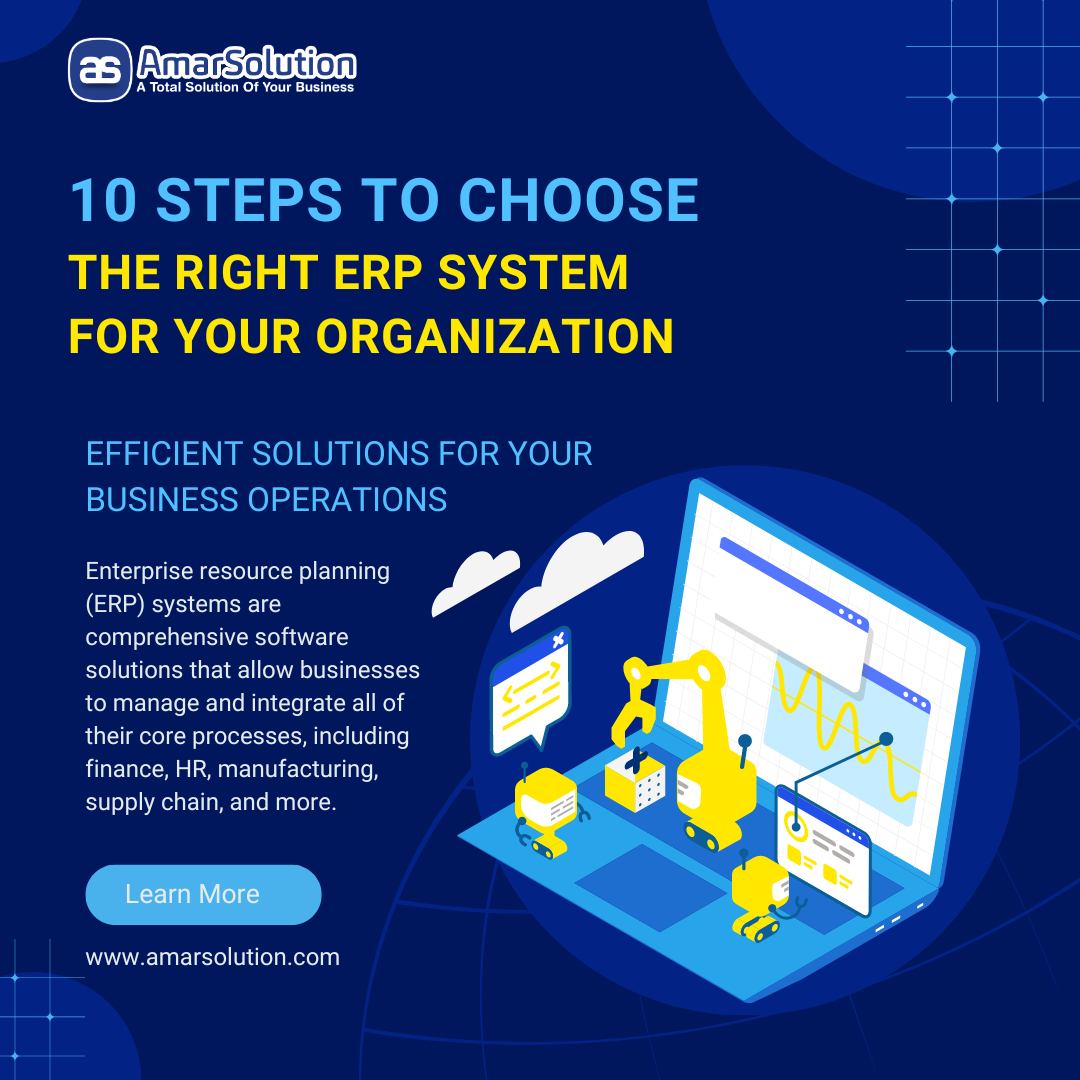 as AmarSolution
A Total Solution Of Your Business
10 STEPS TO CHOOSE
THE RIGHT ERP SYSTEM
FOR YOUR ORGANIZATION
EFFICIENT SOLUTIONS FOR YOUR
BUSINESS OPERATIONS
Enterprise resource planning
(ERP) systems are
comprehensive software
solutions that allow businesses
to manage and integrate all of
their core processes, including
finance, HR, manufacturing,
supply chain, and more.
Learn More
www.amarsolution.com